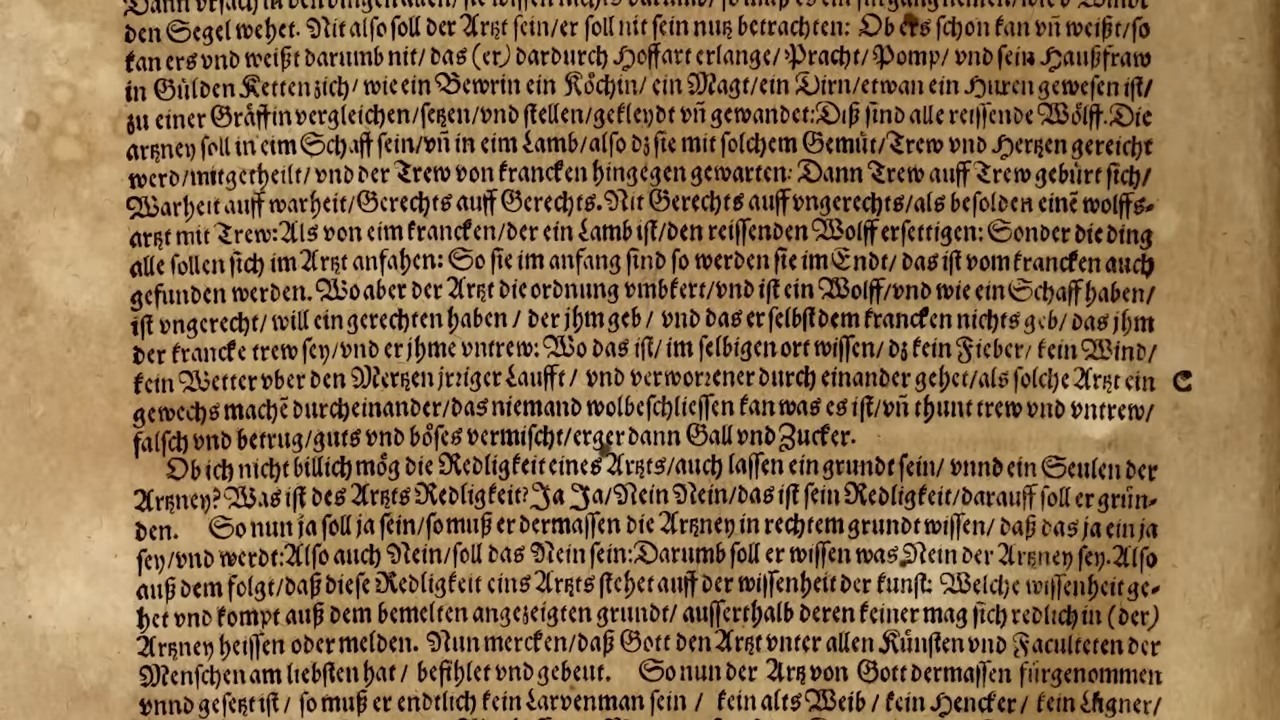 den Segel wehet. Nit also soll der Artzt sein/er soll nit sein nutz betrachten: Ob ers schon kan vñ weißt/so
kan ers vnd weißt darumb nit/ das (er) dardurch Hoffart erlange/ Pracht/ Pomp/ vnd sein Haußfraw
in Gülden Ketten zich/ wie ein Bewrin ein Köchin/ ein Magt/ein Dirn/etwan ein Huren gewesen ist/
zu einer Gräffin vergleichen/setzen/vnd stellen/gekleydt vñ gewandet: Diß sind alle reissende Wölff. Die
artzney soll in eim Schaff sein/vñ in eim Lamb/also dz sie mit solchem Gemüt/Trew vnd Hertzen gereicht
werd/mitgetheilt/ vnd der Trew von krancken hingegen gewarten: Dann Trew auff Trew gebürt sich/
Warheit auff warheit/Gerechts auff Gerechts. Nit Gerechts auff vngerechts/als besolden einē wolffs-
artzt mit Trew: Als von eim krancken/der ein Lamb ist/den reissenden Wolff ersettigen: Sonder die ding
alle sollen sich im Artzt anfahen: So sie im anfang sind so werden sie im Endt/ das ist vom krancken auch
gefunden werden. Wo aber der Artzt die ordnung vmbkert/vnd ist ein Wolff/vnd wie ein Schaff haben/
ist vngerecht/ will ein gerechten haben / der jhm geb / vnd das er selbst dem krancken nichts geb/ das jhm
der krancke trew sey/vnd er jhme vntrew: Wo das ist/ im selbigen ort wissen/ dz kein Fieber/ kein Wind/
kein Wetter vber den Mertzen jrriger Laufft / vnd verworrener durch einander gehet/als solche Artzt ein C
gewechs machē durcheinander/das niemand wol beschliessen kan was es ist/vñ thunt trew vnd vntrew/
falsch vnd betrug/guts vnd böses vermischt/erger dann Gall vnd Zucker.
Ob ich nicht billich mög die Redligkeit eines Artzts/auch lassen ein grundt sein/ vnnd ein Seulen der
Artzney? Was ist des Artzts Redligkeit? Ja Ja/Nein Nein/das ist sein Redligkeit/darauff soll er grün-
den. So nun ja soll ja sein/so muß er dermassen die Artzney in rechtem grundt wissen/ daß das ja ein ja
sey/vnd werdt: Also auch Nein/soll das Nein sein: Darumb soll er wissen was Nein der Artzney sey. Also
auß dem folgt/daß diese Redligkeit eins Artzts stehet auff der wissenheit der kunst: Welche wissenheit ge-
het vnd kompt auß dem bemelten angezeigten grundt/ ausserthalb deren keiner mag sich redlich in (der)
Artzney heissen oder melden. Nun mercken/daß Gott den Artzt vnter allen Künsten vnd Faculteten der
Menschen am liebsten hat / befihlet vnd gebeut. So nun der Artz von Gott dermassen fürgenommen
vnnd gesetzt ist / so muß er endtlich kein Larvenman sein / kein alts Weib / kein Hencker / kein Lügner/